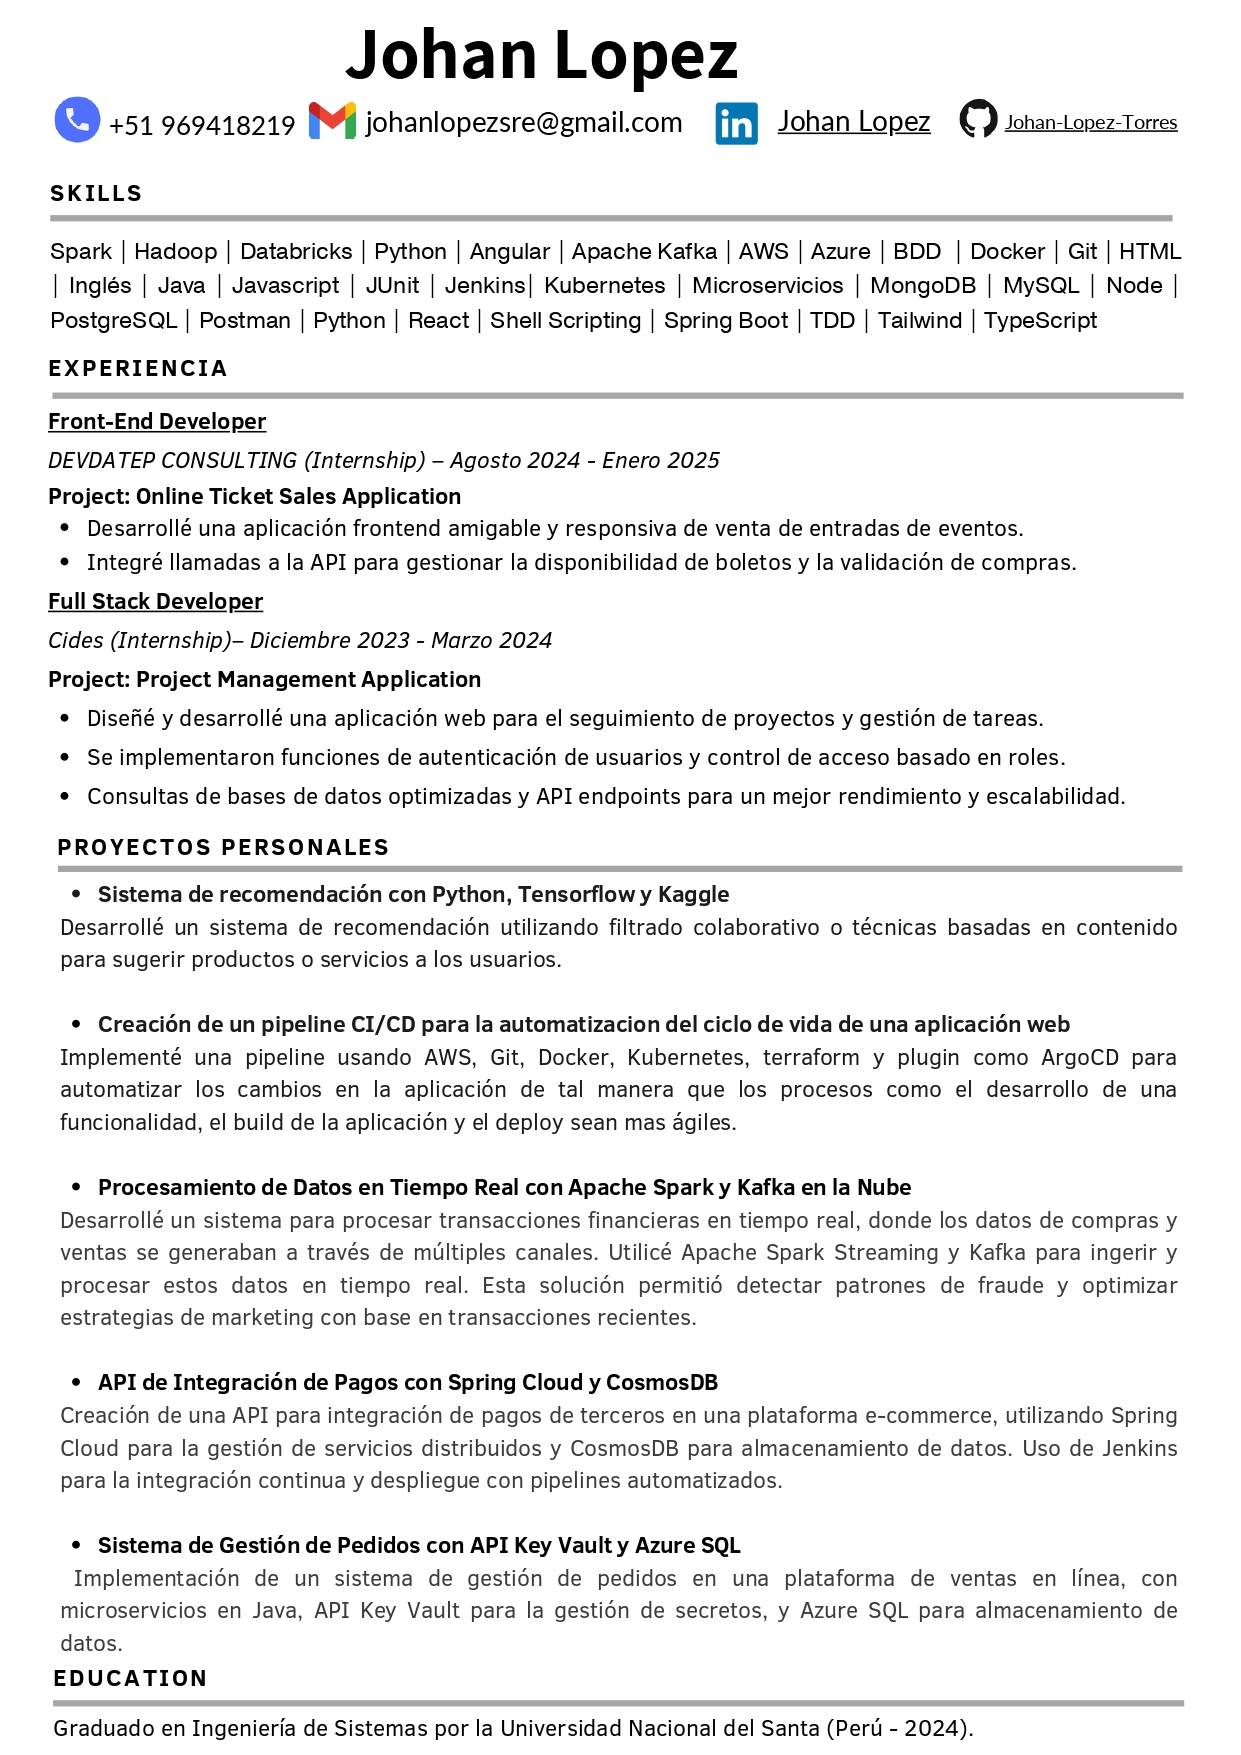 Johan Lopez
+51 969418219 johanlopezsre@gmail.com Johan Lopez Johan-Lopez-Torres
SKILLS
Spark | Hadoop | Databricks | Python | Angular | Apache Kafka | AWS | Azure | BDD | Docker | Git | HTML
| Inglés | Java | Javascript | JUnit | Jenkins| Kubernetes | Microservicios | MongoDB | MySQL | Node |
PostgreSQL | Postman | Python | React | Shell Scripting | Spring Boot | TDD | Tailwind | TypeScript
EXPERIENCIA
Front-End Developer
DEVDATEP CONSULTING (Internship) – Agosto 2024 - Enero 2025
Project: Online Ticket Sales Application
• Desarrollé una aplicación frontend amigable y responsiva de venta de entradas de eventos.
• Integré llamadas a la API para gestionar la disponibilidad de boletos y la validación de compras.
Full Stack Developer
Cides (Internship)– Diciembre 2023 - Marzo 2024
Project: Project Management Application
• Diseñé y desarrollé una aplicación web para el seguimiento de proyectos y gestión de tareas.
• Se implementaron funciones de autenticación de usuarios y control de acceso basado en roles.
• Consultas de bases de datos optimizadas y API endpoints para un mejor rendimiento y escalabilidad.
PROYECTOS PERSONALES
• Sistema de recomendación con Python, Tensorflow y Kaggle
Desarrollé un sistema de recomendación utilizando filtrado colaborativo o técnicas basadas en contenido
para sugerir productos o servicios a los usuarios.
• Creación de un pipeline CI/CD para la automatizacion del ciclo de vida de una aplicación web
Implementé una pipeline usando AWS, Git, Docker, Kubernetes, terraform y plugin como ArgoCD para
automatizar los cambios en la aplicación de tal manera que los procesos como el desarrollo de una
funcionalidad, el build de la aplicación y el deploy sean mas ágiles.
• Procesamiento de Datos en Tiempo Real con Apache Spark y Kafka en la Nube
Desarrollé un sistema para procesar transacciones financieras en tiempo real, donde los datos de compras y
ventas se generaban a través de múltiples canales. Utilicé Apache Spark Streaming y Kafka para ingerir y
procesar estos datos en tiempo real. Esta solución permitió detectar patrones de fraude y optimizar
estrategias de marketing con base en transacciones recientes.
• API de Integración de Pagos con Spring Cloud y CosmosDB
Creación de una API para integración de pagos de terceros en una plataforma e-commerce, utilizando Spring
Cloud para la gestión de servicios distribuidos y CosmosDB para almacenamiento de datos. Uso de Jenkins
para la integración continua y despliegue con pipelines automatizados.
• Sistema de Gestión de Pedidos con API Key Vault y Azure SQL
Implementación de un sistema de gestión de pedidos en una plataforma de ventas en línea, con
microservicios en Java, API Key Vault para la gestión de secretos, y Azure SQL para almacenamiento de
datos.
EDUCATION
Graduado en Ingeniería de Sistemas por la Universidad Nacional del Santa (Perú - 2024).